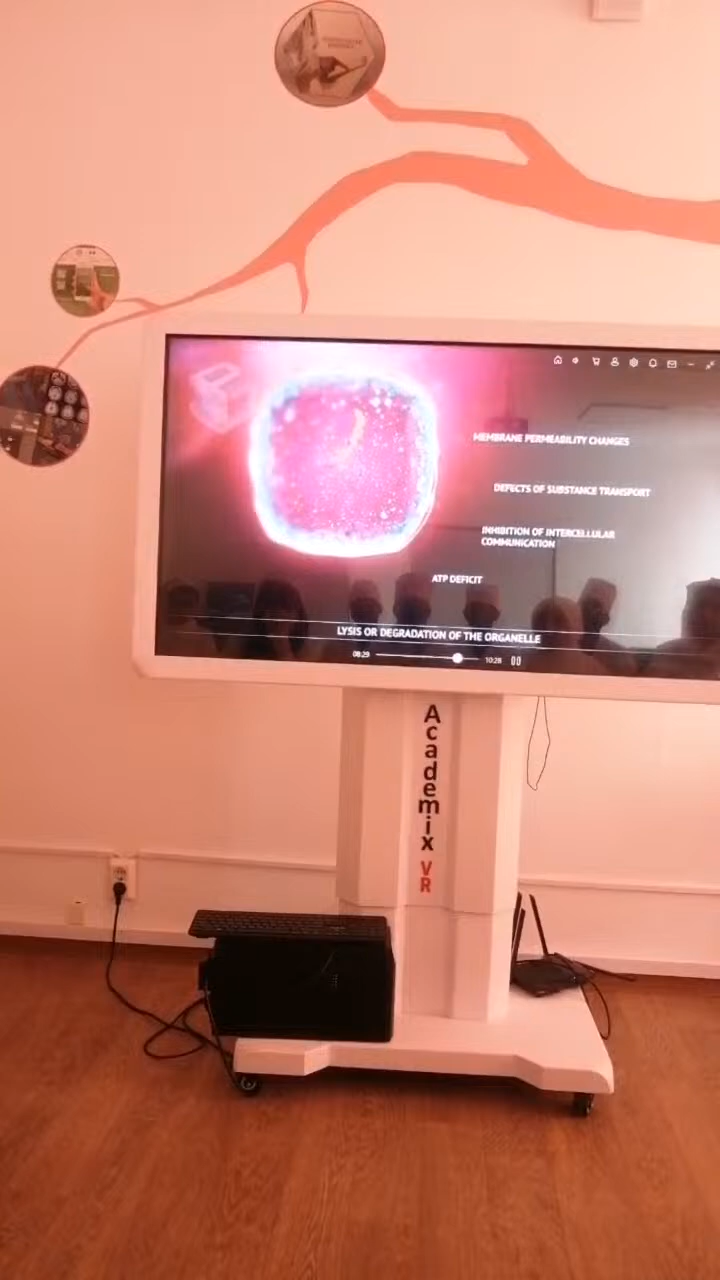 MEMBRANE PERMEABILITY CHANGES
DEFECTS OF SUBSTANCE TRANSPORT
INHIBITION OF INTERCELLULAR
COMMUNICATION
ATP DEFICIT
LYSIS OR DEGRADATION OF THE ORGANELLE
08:29
10:28
Academix
VR